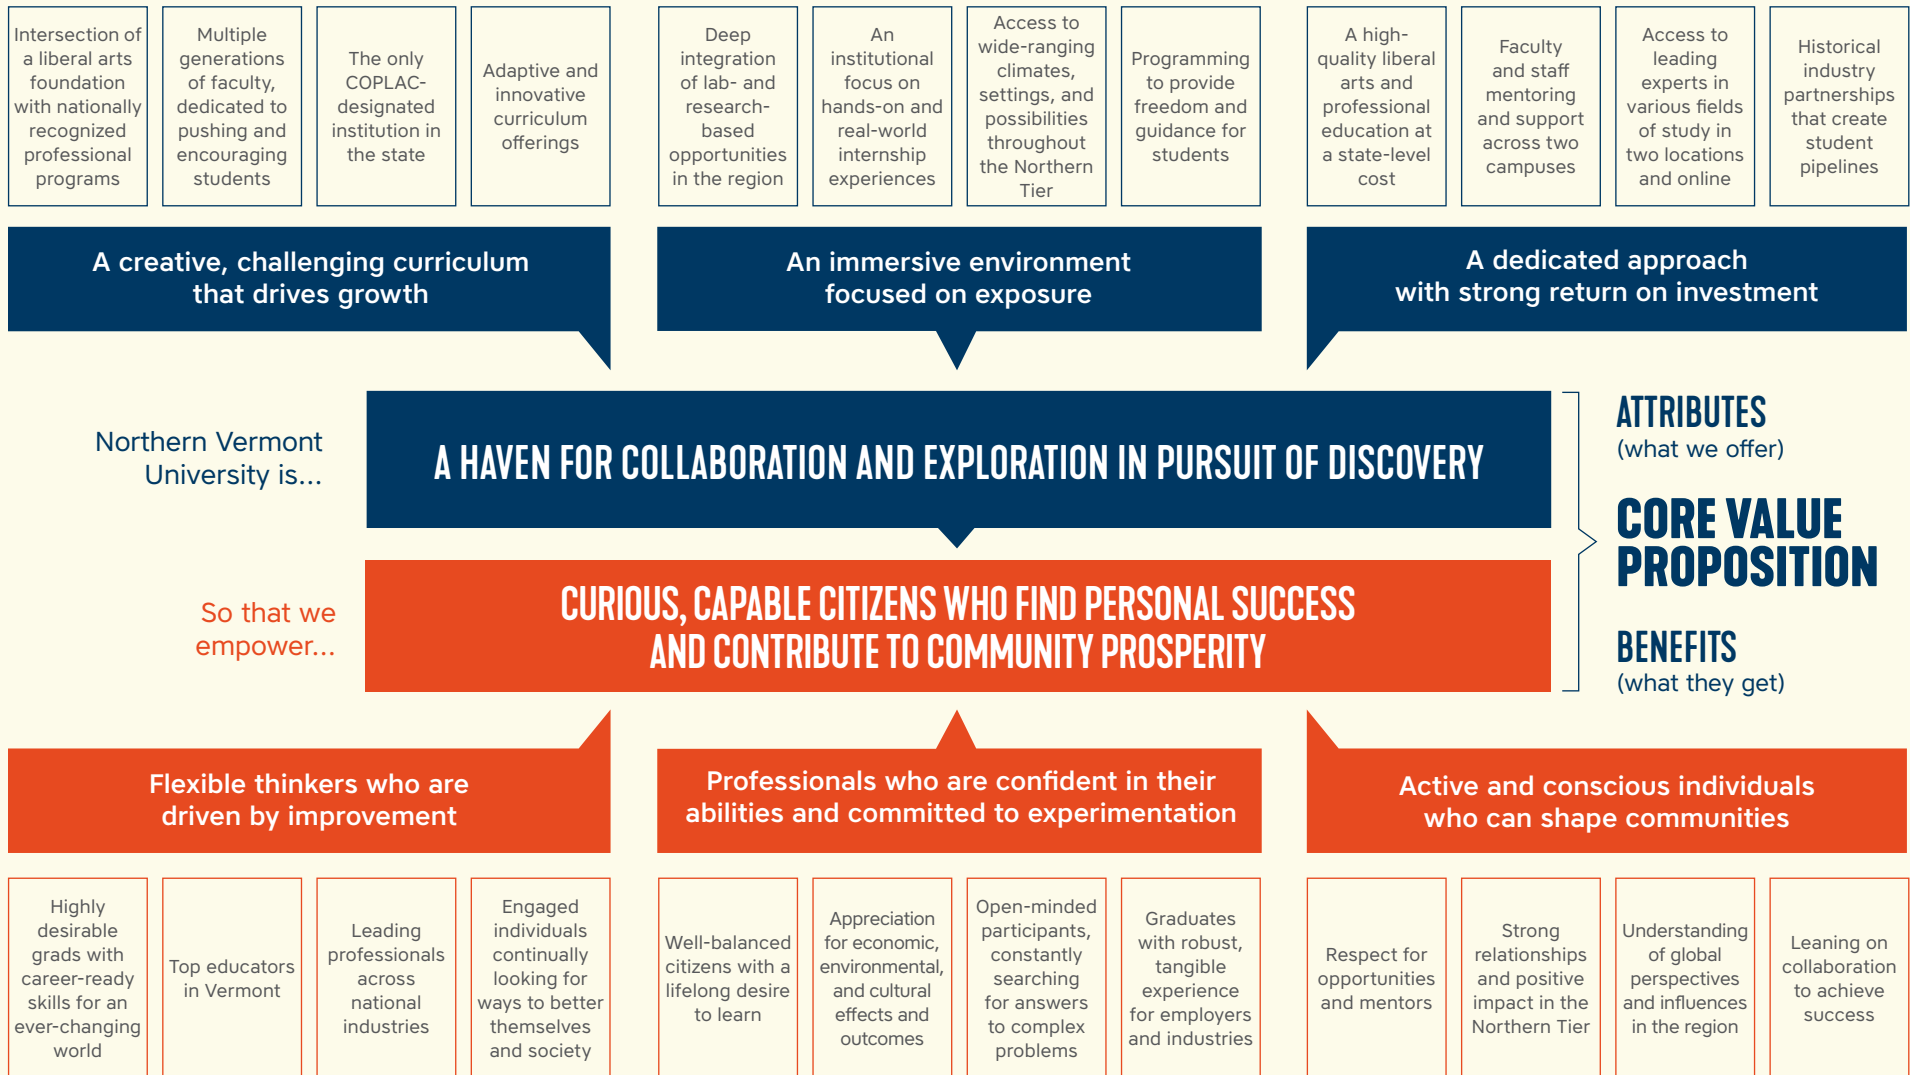 Intersection of
a liberal arts
foundation
with nationally
recognized
professional
programs
Multiple
generations
of faculty,
dedicated to
pushing and
encouraging
students
The only
COPLAC-
designated
institution in
the state
Adaptive and
innovative
curriculum
offerings
Deep
integration
of lab- and
research-
based
opportunities
in the region
An
institutional
focus on
hands-on and
real-world
internship
experiences
Access to
wide-ranging
climates,
settings, and
possibilities
throughout
the Northern
Tier
Programming
to provide
freedom and
guidance for
students
A high-
quality liberal
arts and
professional
education at
a state-level
cost
Faculty
and staff
mentoring
and support
across two
campuses
Access to
leading
experts in
various fields
of study in
two locations
and online
Historical
industry
partnerships
that create
student
pipelines
A creative, challenging curriculum
that drives growth
An immersive environment
focused on exposure
A dedicated approach
with strong return on investment
Northern Vermont
University is...
A HAVEN FOR COLLABORATION AND EXPLORATION IN PURSUIT OF DISCOVERY
ATTRIBUTES
(what we offer)
CORE VALUE
PROPOSITION
So that we
empower...
CURIOUS, CAPABLE CITIZENS WHO FIND PERSONAL SUCCESS
AND CONTRIBUTE TO COMMUNITY PROSPERITY
BENEFITS
(what they get)
Flexible thinkers who are
driven by improvement
Professionals who are confident in their
abilities and committed to experimentation
Active and conscious individuals
who can shape communities
Highly
desirable
grads with
career-ready
skills for an
ever-changing
world
Top educators
in Vermont
Leading
professionals
across
national
industries
Engaged
individuals
continually
looking for
ways to better
themselves
and society
Well-balanced
citizens with a
lifelong desire
to learn
Appreciation
for economic,
environmental,
and cultural
effects and
outcomes
Open-minded
participants,
constantly
searching
for answers
to complex
problems
Graduates
with robust,
tangible
experience
for employers
and industries
Respect for
opportunities
and mentors
Strong
relationships
and positive
impact in the
Northern Tier
Understanding
of global
perspectives
and influences
in the region
Leaning on
collaboration
to achieve
success